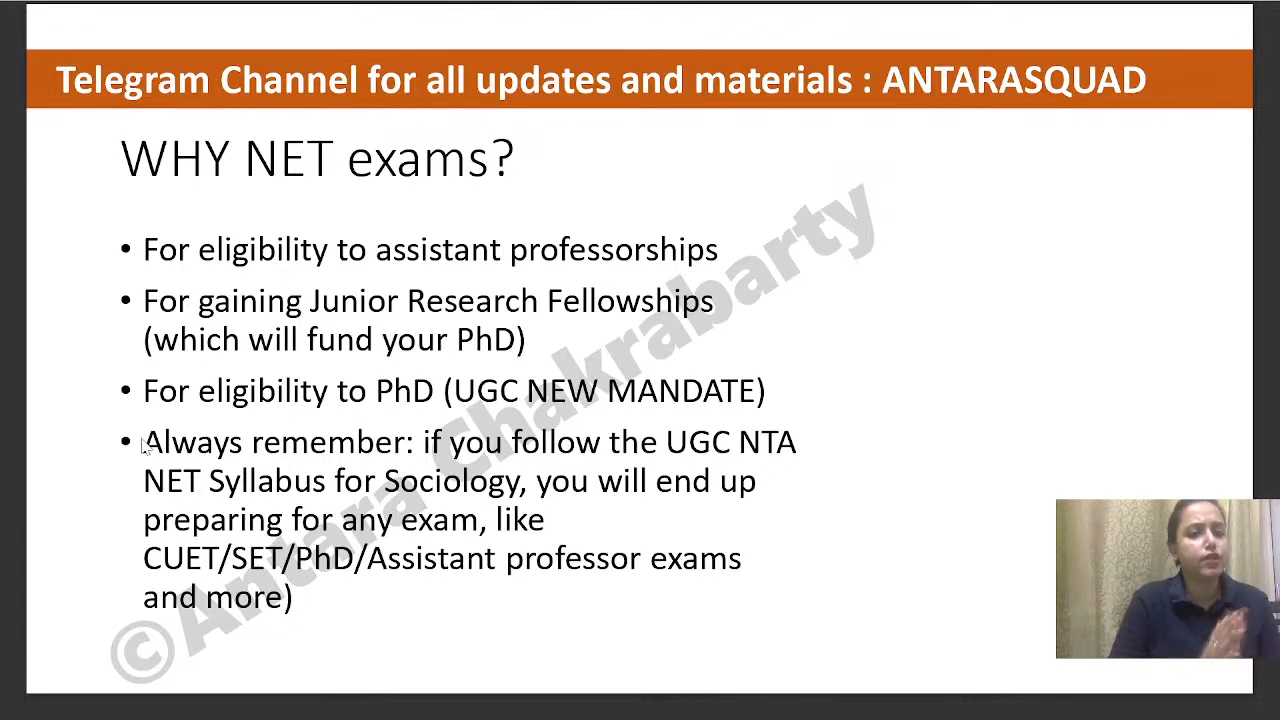 Telegram Channel for all updates and materials : ANTARASQUAD
WHY NET exams?
• For eligibility to assistant professorships
• For gaining Junior Research Fellowships
(which will fund your PhD)
• For eligibility to PhD (UGC NEW MANDATE)
• Always remember: if you follow the UGC NTA
NET Syllabus for Sociology, you will end up
preparing for any exam, like
CUET/SET/PhD/Assistant professor exams
and more)
©Antara Chakrabarty